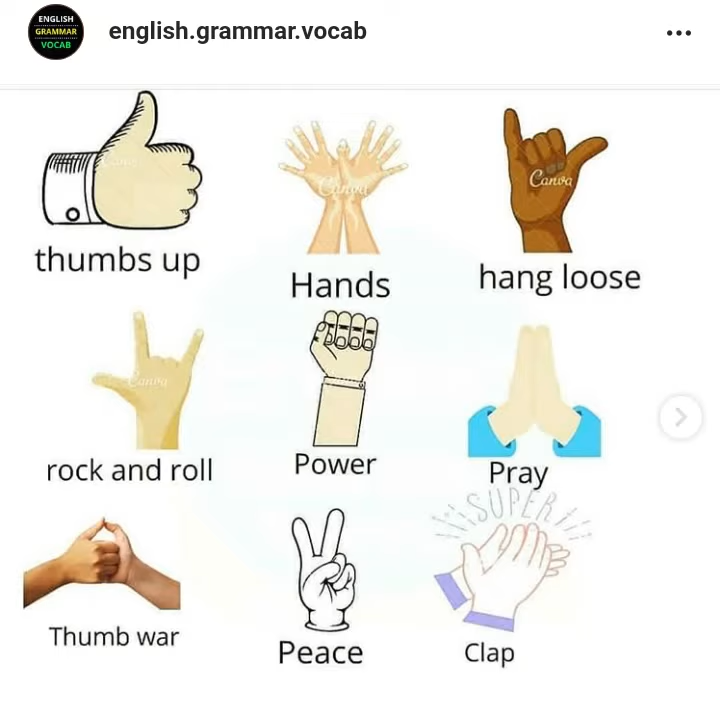 ENGLISH
GRAMMAR
VOCAB
english.grammar.vocab
Canva
Canva
Canva
thumbs up
Hands
hang loose
Canva
rock and roll
Power
Pray
SUPER
Thumb war
Peace
Clap